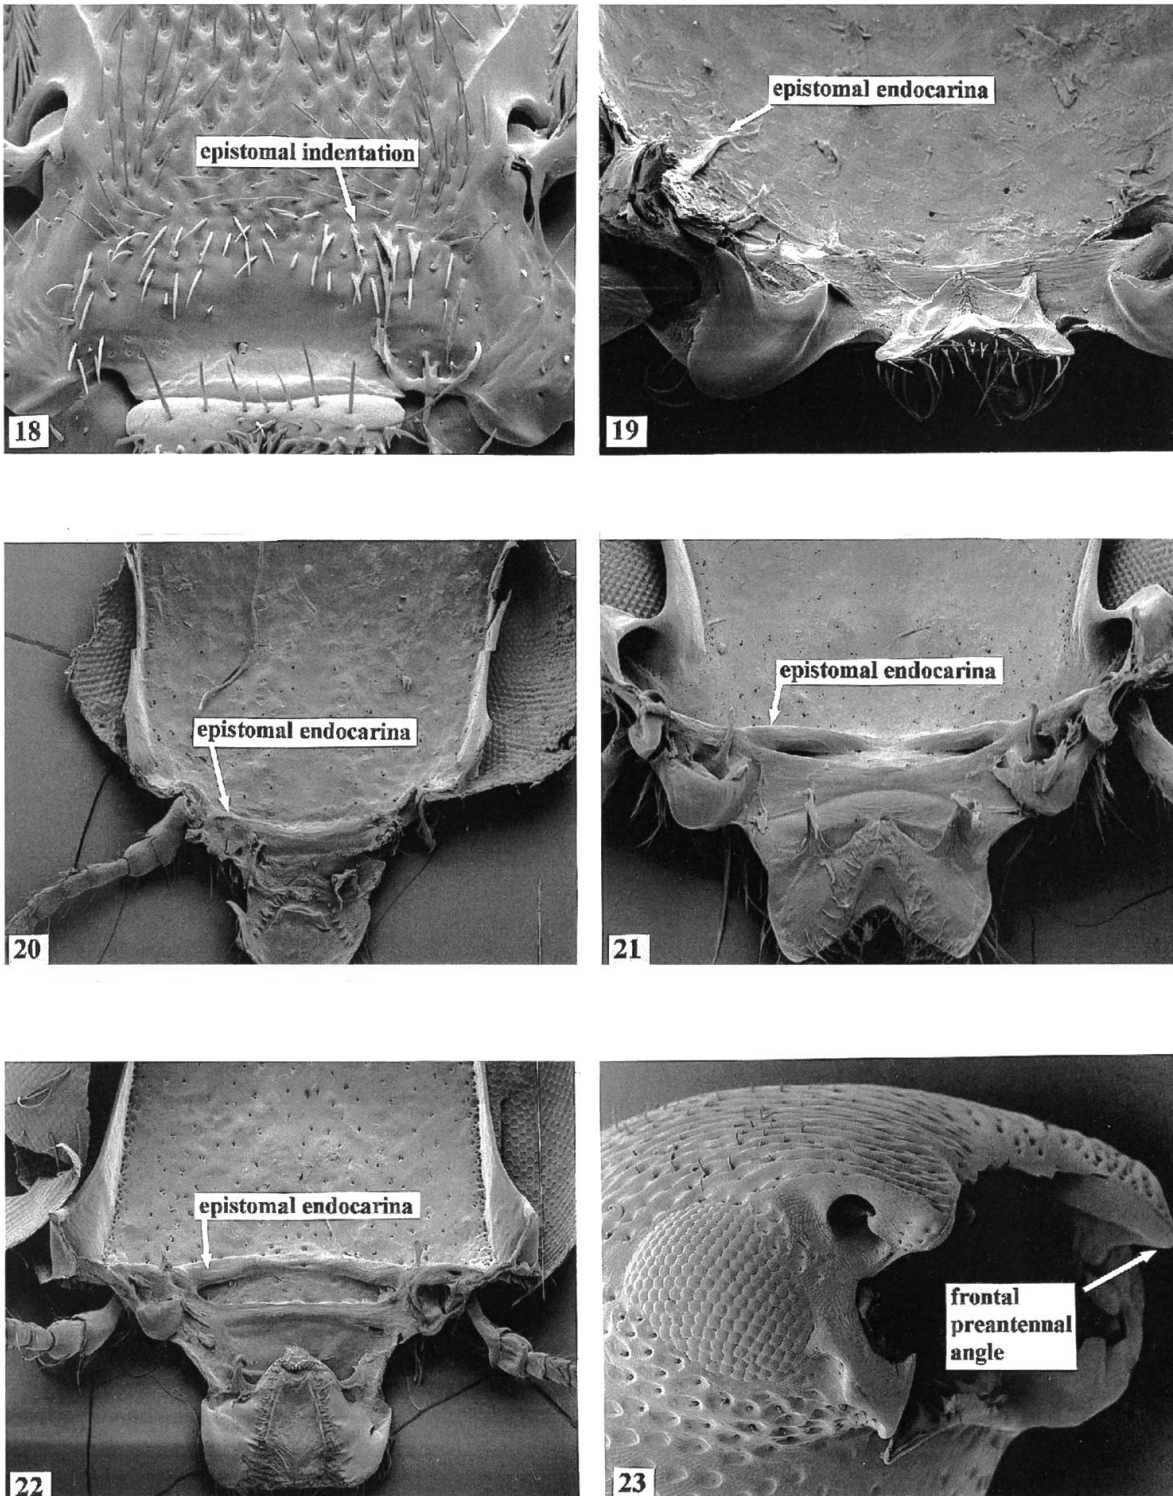 epistomal indentation
18
epistomal endocarina
19
epistomal endocarina
20
epistomal endocarina
21
epistomal endocarina
22
frontal
preantennal
angle
23